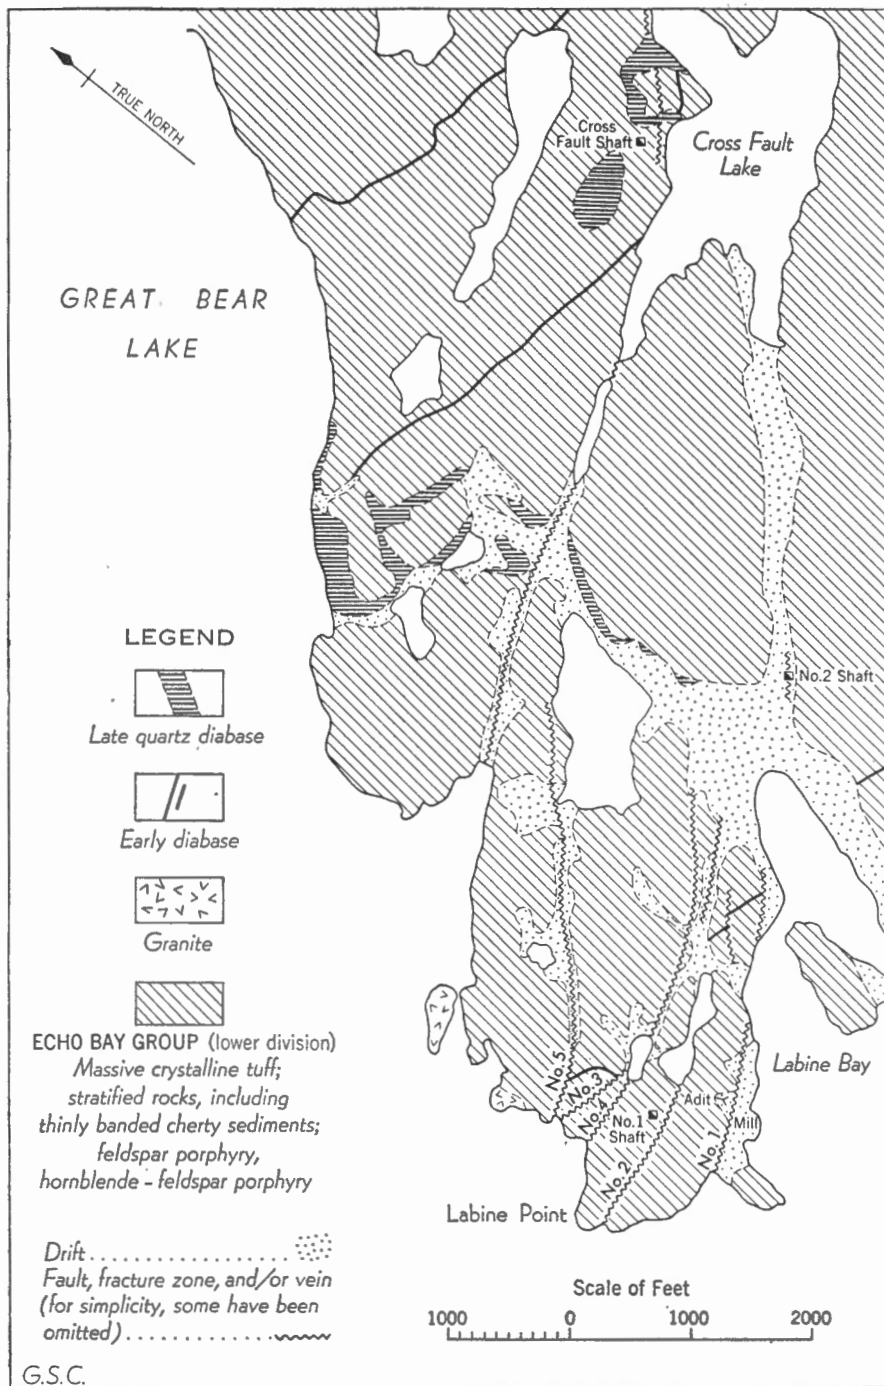 TRUE NORTH
Cross
Fault Shaft
Cross Fault
Lake
GREAT BEAR
LAKE
No.2 Shaft
LEGEND
Late quartz diabase
Early diabase
Granite
ECHO BAY GROUP (lower division)
Massive crystalline tuff;
stratified rocks, including
thinly banded cherty sediments;
feldspar porphyry,
hornblende - feldspar porphyry
Drift
Fault, fracture zone, and/or vein
(for simplicity, some have been
omitted)
Labine Bay
No. 5
No. 3
No. 4
No.1
Shaft
Adit
Mill
No. 2
No. 1
Labine Point
Scale of Feet
1000 0 1000 2000
G.S.C.